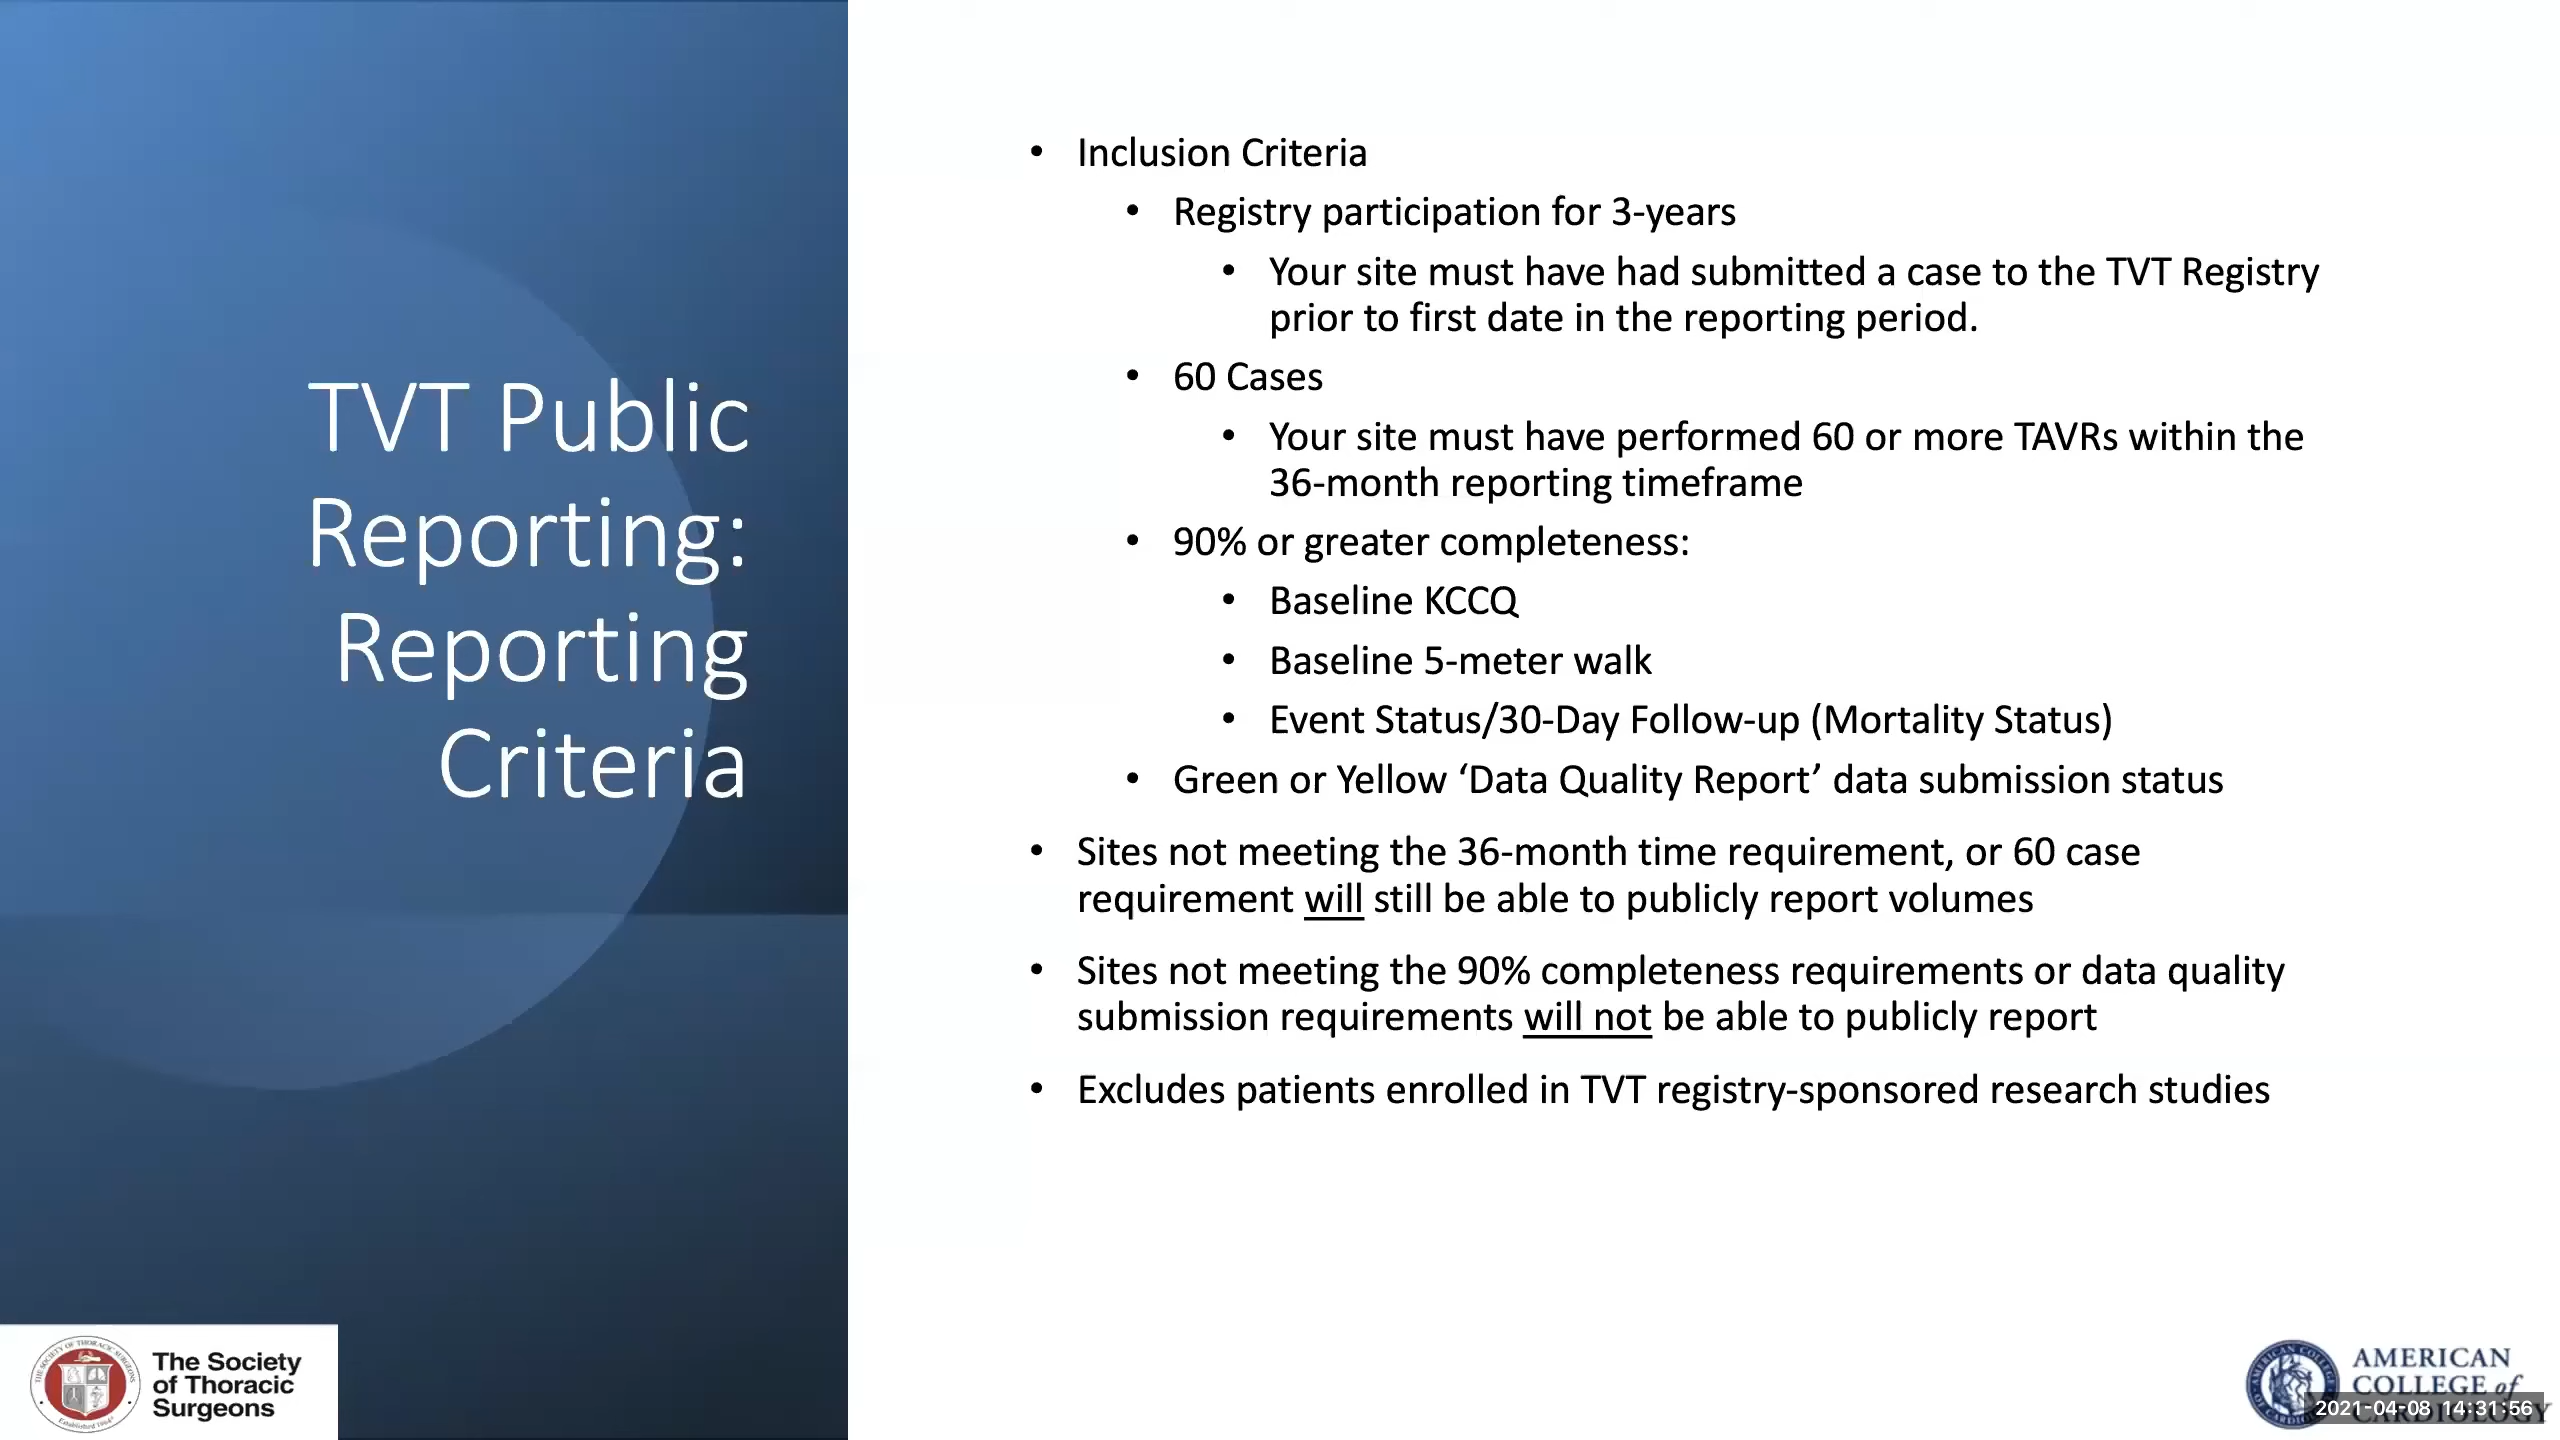 TVT Public
Reporting:
Reporting
Criteria
• Inclusion Criteria
• Registry participation for 3-years
• Your site must have had submitted a case to the TVT Registry
prior to first date in the reporting period.
• 60 Cases
• Your site must have performed 60 or more TAVRs within the
36-month reporting timeframe
• 90% or greater completeness:
• Baseline KCCQ
• Baseline 5-meter walk
• Event Status/30-Day Follow-up (Mortality Status)
• Green or Yellow ‘Data Quality Report’ data submission status
• Sites not meeting the 36-month time requirement, or 60 case
requirement will still be able to publicly report volumes
• Sites not meeting the 90% completeness requirements or data quality
submission requirements will not be able to publicly report
• Excludes patients enrolled in TVT registry-sponsored research studies
THE SOCIETY OF THORACIC SURGEONS
Established 1964
The Society
of Thoracic
Surgeons
AMERICAN
COLLEGE of
CARDIOLOGY
2021-04-08 14:31:56